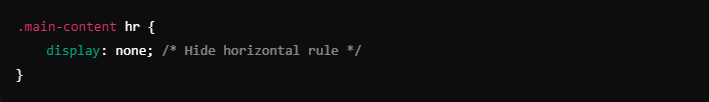 .main-content hr {
    display: none; /* Hide horizontal rule */
}